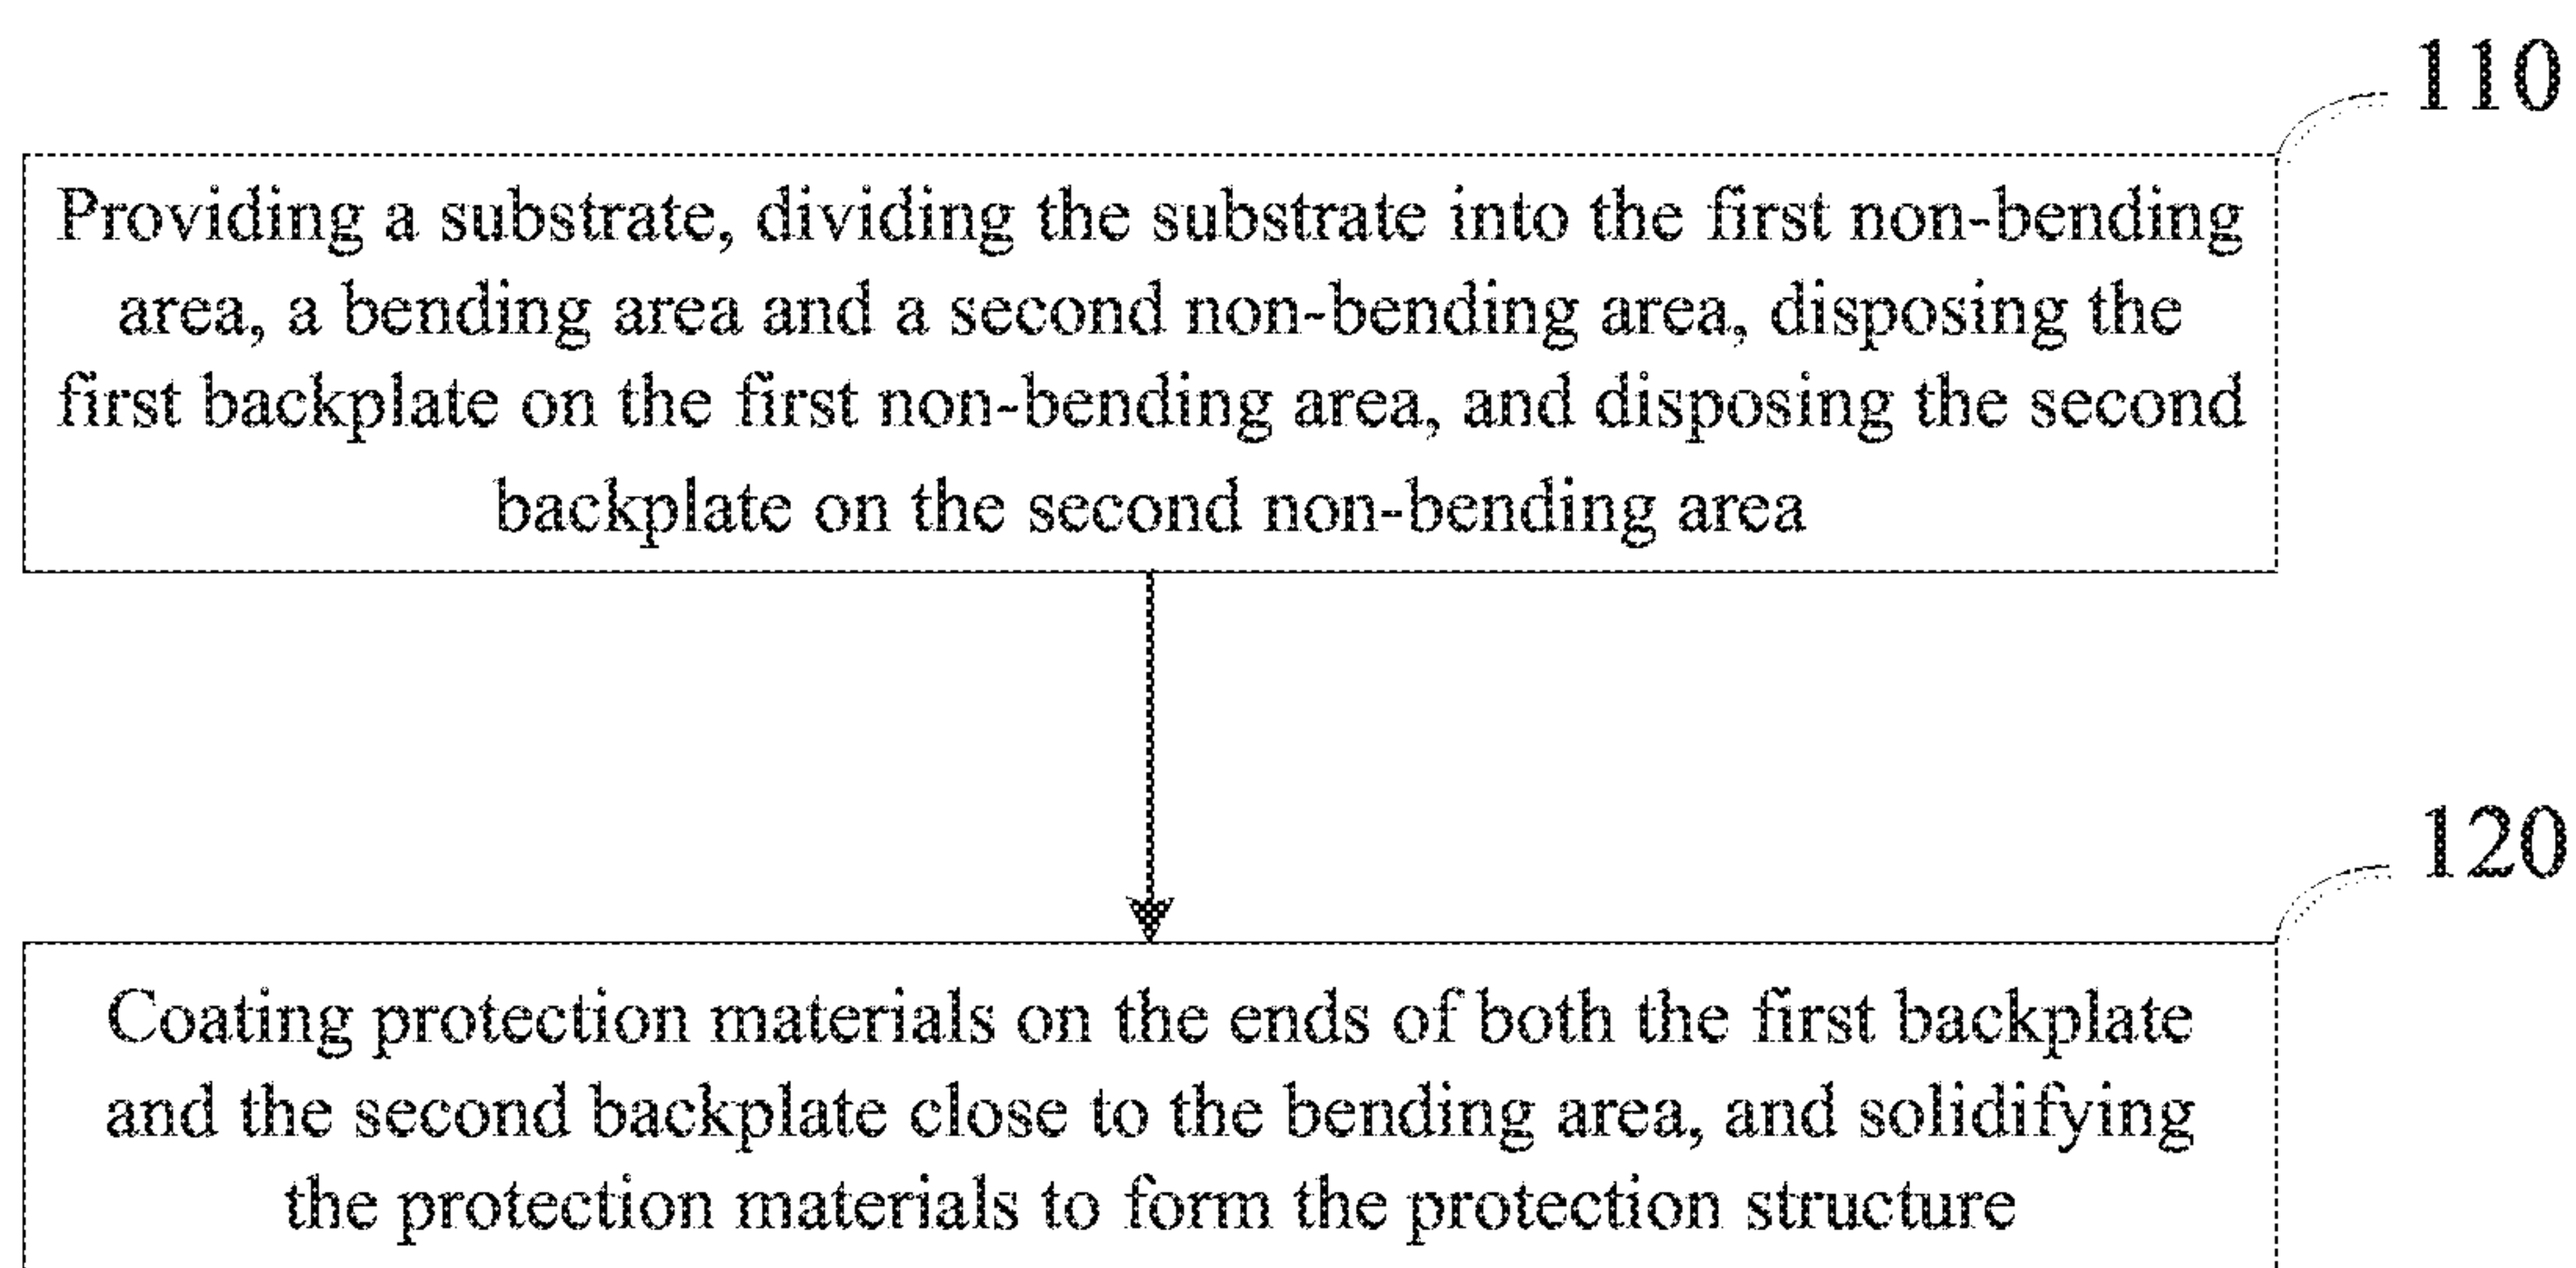 110
Providing a substrate, dividing the substrate into the first non-bending
area, a bending area and a second non-bending area, disposing the
first backplate on the first non-bending area, and disposing the second
backplate on the second non-bending area
120
Coating protection materials on the ends of both the first backplate
and the second backplate close to the bending area, and solidifying
the protection materials to form the protection structure